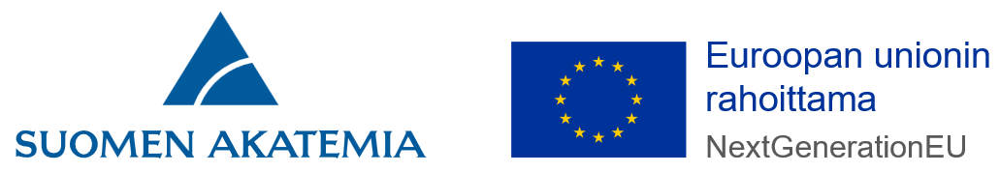 SUOMEN AKATEMIA
Euroopan unionin
rahoittama
NextGenerationEU